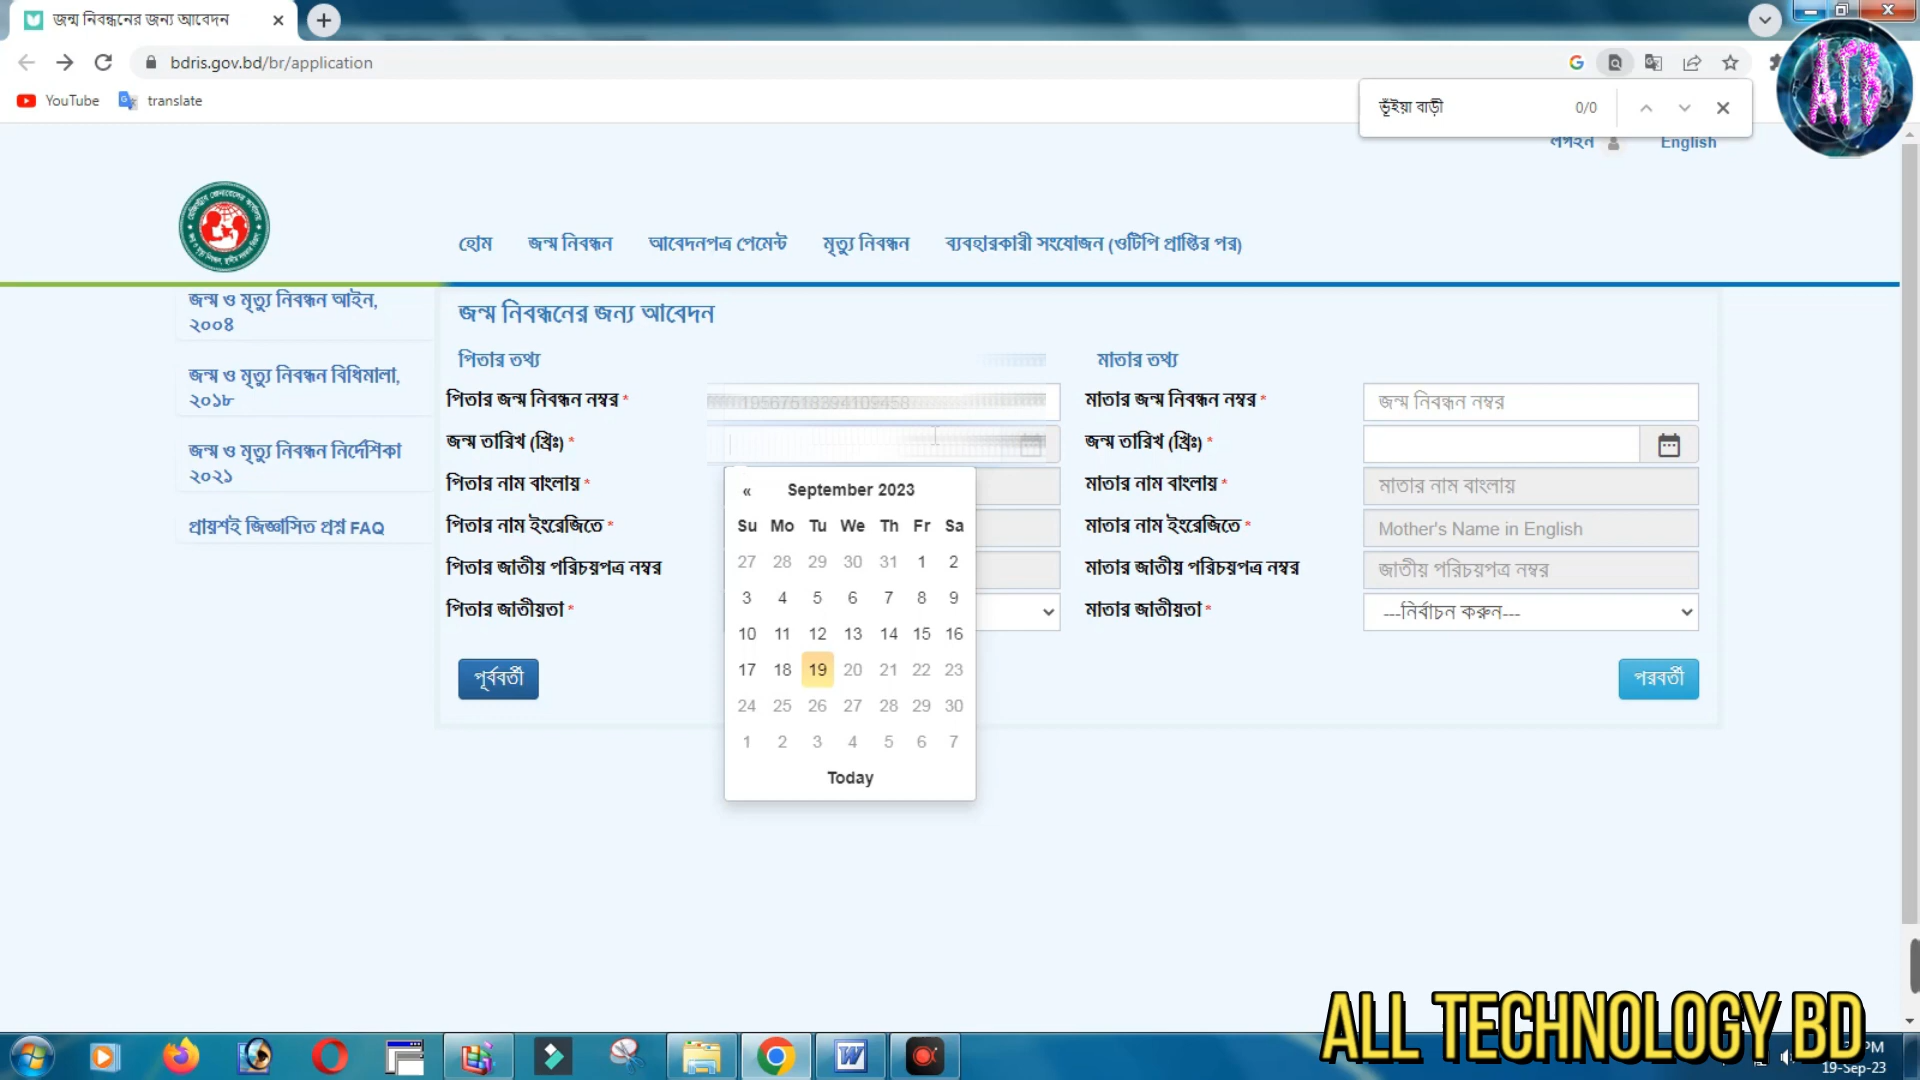 জন্ম নিবন্ধনের জন্য আবেদন
bdris.gov.bd/br/application
YouTube
translate
ভূঁইয়া বাড়ী
0/0
লগইন
English
হোম
জন্ম নিবন্ধন
আবেদনপত্র পেমেন্ট
মৃত্যু নিবন্ধন
ব্যবহারকারী সংযোজন (ওটিপি প্রাপ্তির পর)
জন্ম ও মৃত্যু নিবন্ধন আইন,
২০০৪
জন্ম ও মৃত্যু নিবন্ধন বিধিমালা,
২০১৮
জন্ম ও মৃত্যু নিবন্ধন নির্দেশিকা
২০২১
প্রায়শই জিজ্ঞাসিত প্রশ্ন FAQ
জন্ম নিবন্ধনের জন্য আবেদন
পিতার তথ্য
পিতার জন্ম নিবন্ধন নম্বর *
জন্ম তারিখ (খ্রিঃ) *
পিতার নাম বাংলায় *
পিতার নাম ইংরেজিতে *
পিতার জাতীয় পরিচয়পত্র নম্বর
পিতার জাতীয়তা *
« September 2023
Su Mo Tu We Th Fr Sa
27 28 29 30 31 1 2
3 4 5 6 7 8 9
10 11 12 13 14 15 16
17 18 19 20 21 22 23
24 25 26 27 28 29 30
1 2 3 4 5 6 7
Today
মাতার তথ্য
মাতার জন্ম নিবন্ধন নম্বর *
জন্ম নিবন্ধন নম্বর
জন্ম তারিখ (খ্রিঃ) *
মাতার নাম বাংলায় *
মাতার নাম বাংলায়
মাতার নাম ইংরেজিতে *
Mother's Name in English
মাতার জাতীয় পরিচয়পত্র নম্বর
জাতীয় পরিচয়পত্র নম্বর
মাতার জাতীয়তা *
---নির্বাচন করুন---
পূর্ববর্তী
পরবর্তী
ATB
ALL TECHNOLOGY BD
PM
19-Sep-23